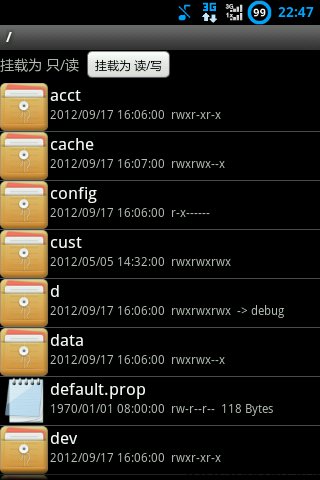 3G 3G 99 22:47
/
挂载为 只/读 挂载为 读/写
acct
2012/09/17 16:06:00 rwxr-xr-x
cache
2012/09/17 16:07:00 rwxrwx--x
config
2012/09/17 16:06:00 r-x------
cust
2012/05/05 14:32:00 rwxrwxrwx
d
2012/09/17 16:06:00 rwxrwxrwx -> debug
data
2012/09/17 16:06:00 rwxrwx--x
default.prop
1970/01/01 08:00:00 rw-r--r-- 118 Bytes
dev
2012/09/17 16:06:00 rwxr-xr-x